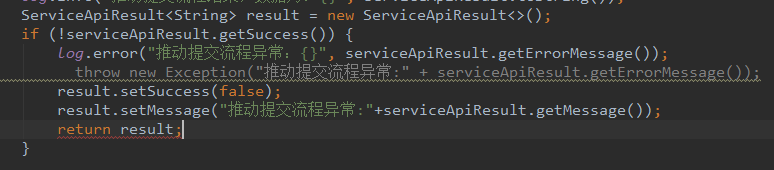 ServiceApiResult<String> result = new ServiceApiResult<>();
if (!serviceApiResult.getSuccess()) {
log.error("推动提交流程异常：{}", serviceApiResult.getErrorMessage());
throw new Exception("推动提交流程异常:" + serviceApiResult.getErrorMessage());
result.setSuccess(false);
result.setMessage("推动提交流程异常:"+serviceApiResult.getMessage());
return result;
}